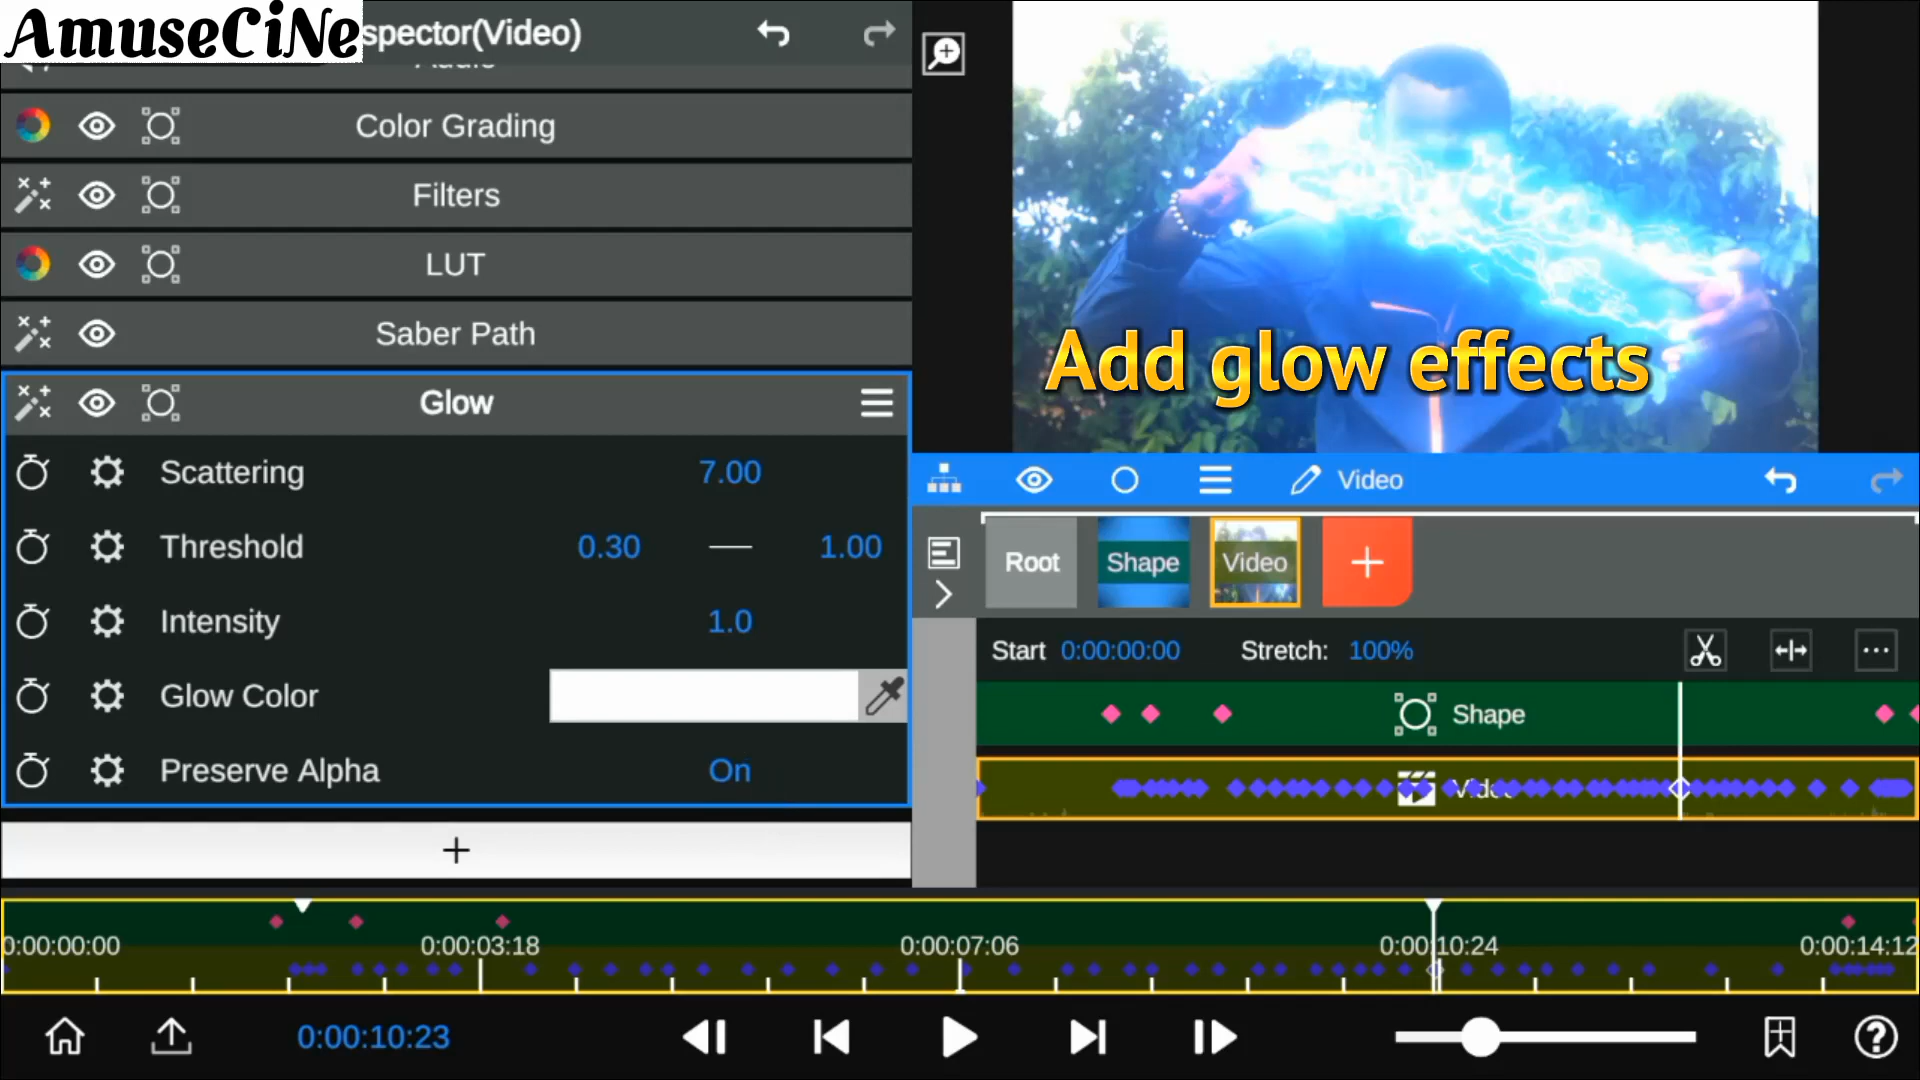 AmuseCiNe
spector(Video)
Audio
Color Grading
Filters
LUT
Saber Path
Glow
Scattering 7.00
Threshold 0.30 — 1.00
Intensity 1.0
Glow Color
Preserve Alpha On
+
Add glow effects
Video
Root Shape Video +
Start 0:00:00:00 Stretch: 100%
Shape
Video
0:00:00:00 0:00:03:18 0:00:07:06 0:00:10:24 0:00:14:12
0:00:10:23